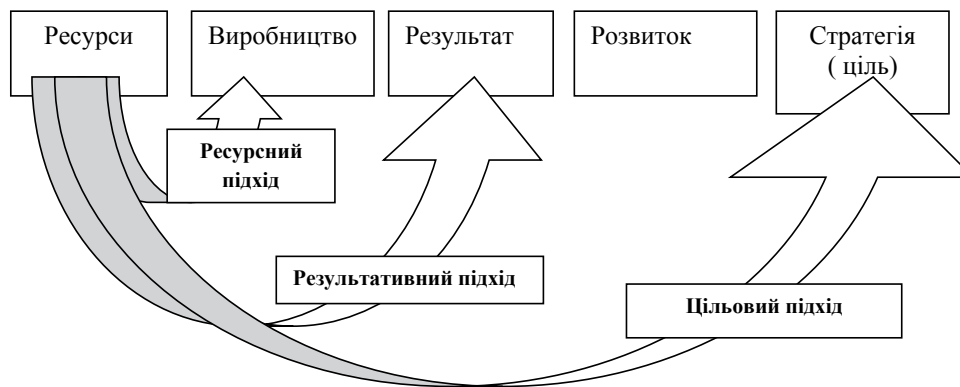 Ресурси
Виробництво
Результат
Розвиток
Стратегія
( ціль)
Ресурсний
підхід
Результативний підхід
Цільовий підхід